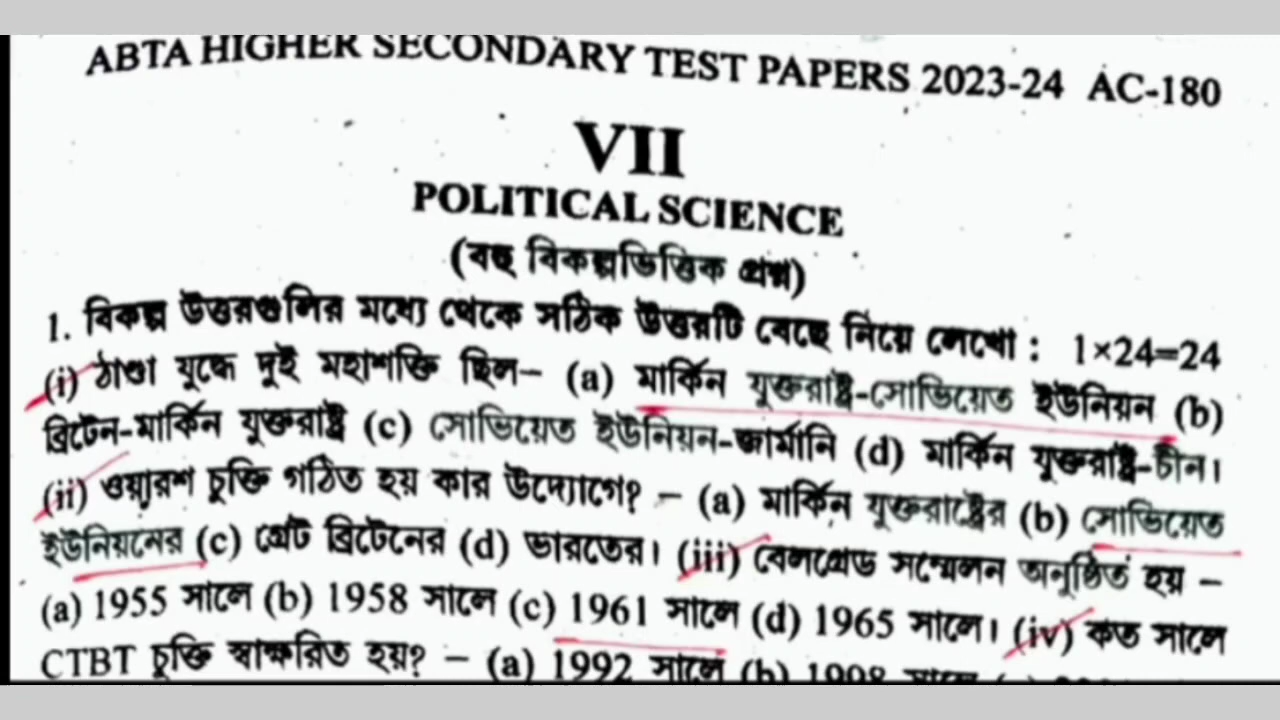 ABTA HIGHER SECONDARY TEST PAPERS 2023-24 AC-180
VII
POLITICAL SCIENCE
(বহু বিকল্পভিত্তিক প্রশ্ন)
1. বিকল্প উত্তরগুলির মধ্যে থেকে সঠিক উত্তরটি বেছে নিয়ে লেখো : 1×24=24
(i) ঠাণ্ডা যুদ্ধে দুই মহাশক্তি ছিল– (a) মার্কিন যুক্তরাষ্ট্র-সোভিয়েত ইউনিয়ন (b)
ব্রিটেন-মার্কিন যুক্তরাষ্ট্র (c) সোভিয়েত ইউনিয়ন-জার্মানি (d) মার্কিন যুক্তরাষ্ট্র-চীন।
(ii) ওয়ারশ চুক্তি গঠিত হয় কার উদ্যোগে? – (a) মার্কিন যুক্তরাষ্ট্রের (b) সোভিয়েত
ইউনিয়নের (c) গ্রেট ব্রিটেনের (d) ভারতের। (iii) বেলগ্রেড সম্মেলন অনুষ্ঠিত হয় –
(a) 1955 সালে (b) 1958 সালে (c) 1961 সালে (d) 1965 সালে। (iv) কত সালে
CTBT চুক্তি স্বাক্ষরিত হয়? – (a) 1992 সালে (b) 1998 সালে